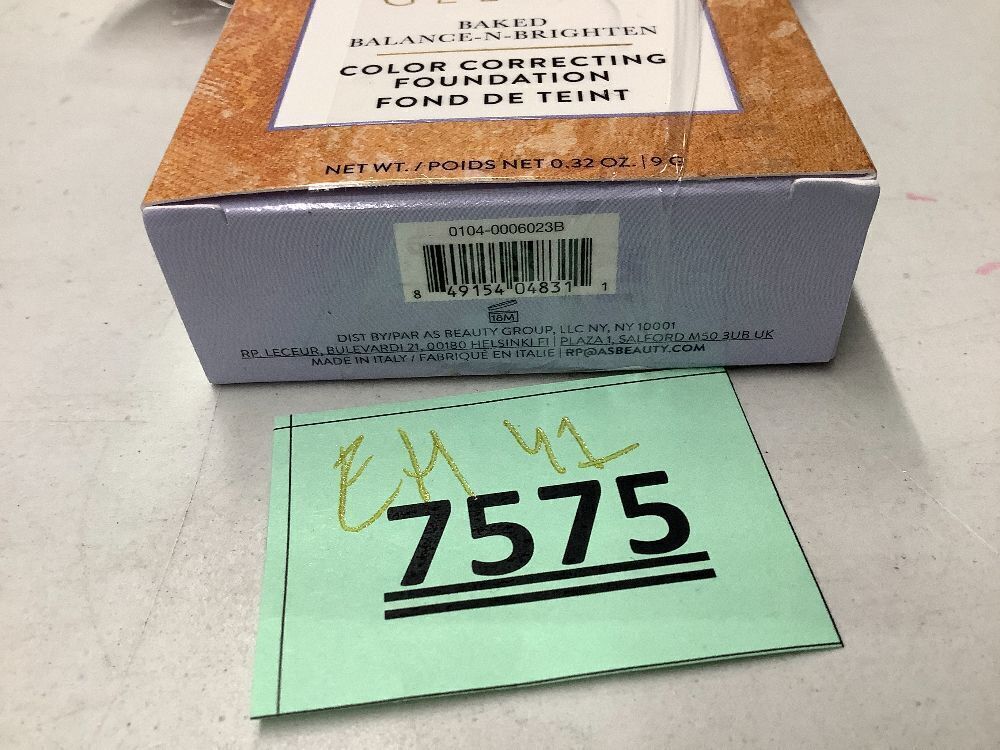 BAKED
BALANCE-N-BRIGHTEN
COLOR CORRECTING
FOUNDATION
FOND DE TEINT
NET WT. / POIDS NET 0.32 OZ. | 9 G
0104-0006023B
8 49154 04831 1
18M
DIST BY/PAR AS BEAUTY GROUP, LLC NY, NY 10001
RP. LECEUR, BULEVARDI 21, 00180 HELSINKI FI | PLAZA 1, SALFORD M50 3UB UK
MADE IN ITALY / FABRIQUÉ EN ITALIE | RP@ASBEAUTY.COM
EH 41
7575